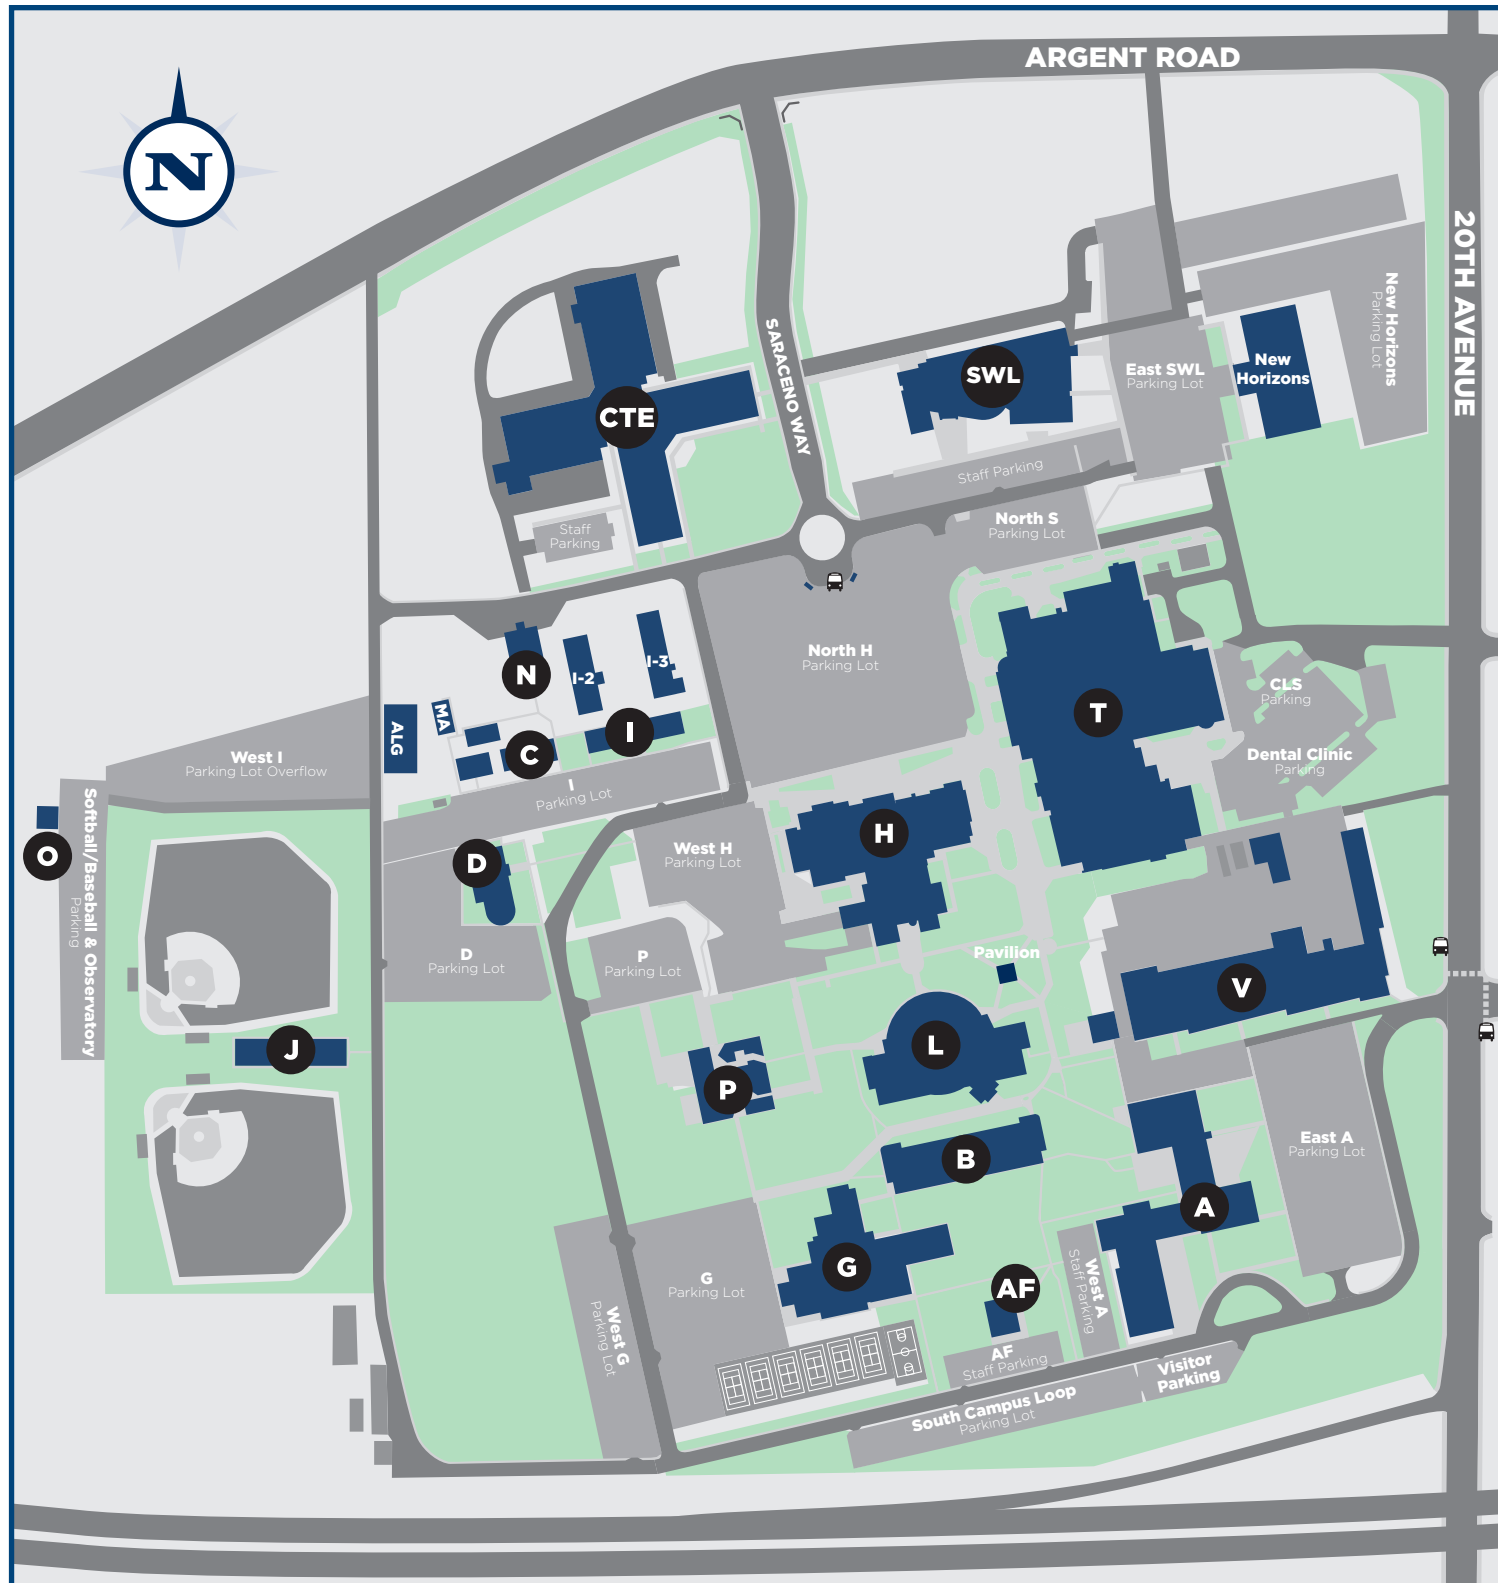 ARGENT ROAD
N
20TH AVENUE
SARACENO WAY
New Horizons
Parking Lot
New
Horizons
SWL
East SWL
Parking Lot
CTE
Staff Parking
North S
Parking Lot
Staff
Parking
North H
Parking Lot
N
I-2
I-3
T
CLS
Parking
MA
ALG
I
C
Dental Clinic
Parking
West I
Parking Lot Overflow
I
Parking Lot
Softball/Baseball & Observatory
Parking
O
D
West H
Parking Lot
H
D
Parking Lot
P
Parking Lot
Pavilion
V
J
L
P
East A
Parking Lot
B
A
G
G
Parking Lot
West G
Parking Lot
AF
West A
Staff Parking
AF
Staff Parking
Visitor
Parking
South Campus Loop
Parking Lot